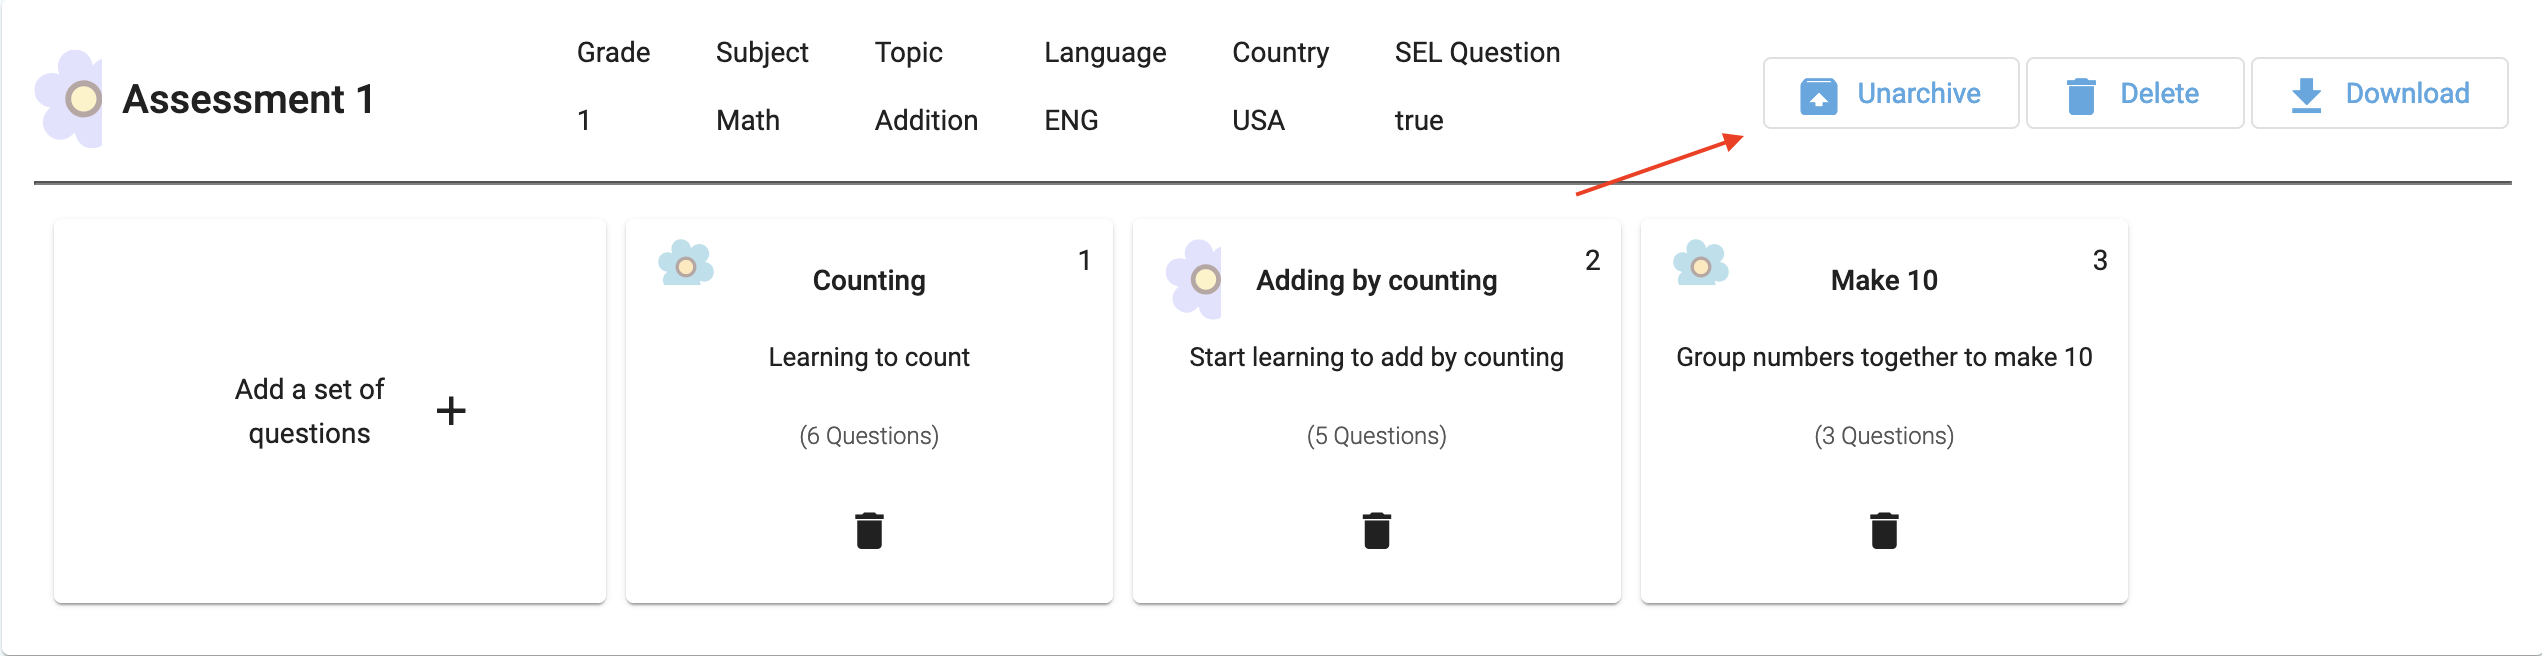 Assessment 1
Grade Subject Topic Language Country SEL Question
1 Math Addition ENG USA true
Unarchive Delete Download
Add a set of
questions
1
Counting
Learning to count
(6 Questions)
2
Adding by counting
Start learning to add by counting
(5 Questions)
3
Make 10
Group numbers together to make 10
(3 Questions)